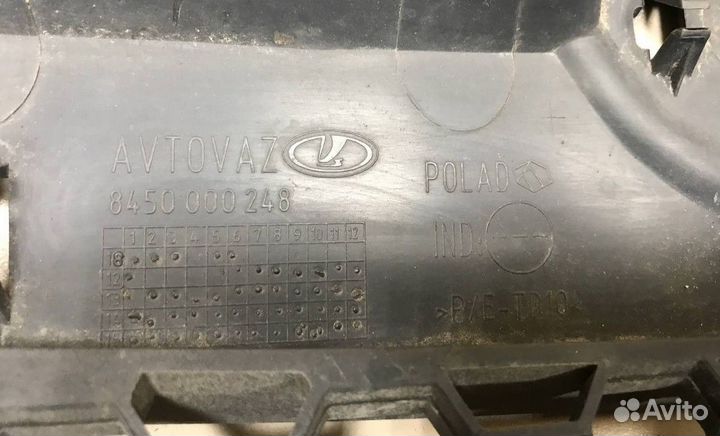 AVTOVAZ
8450 000 248
POLAD
1 2 3 4 5 6 7 8 9 10 11 12
18
IND.
>P/E-TD10<
Avito